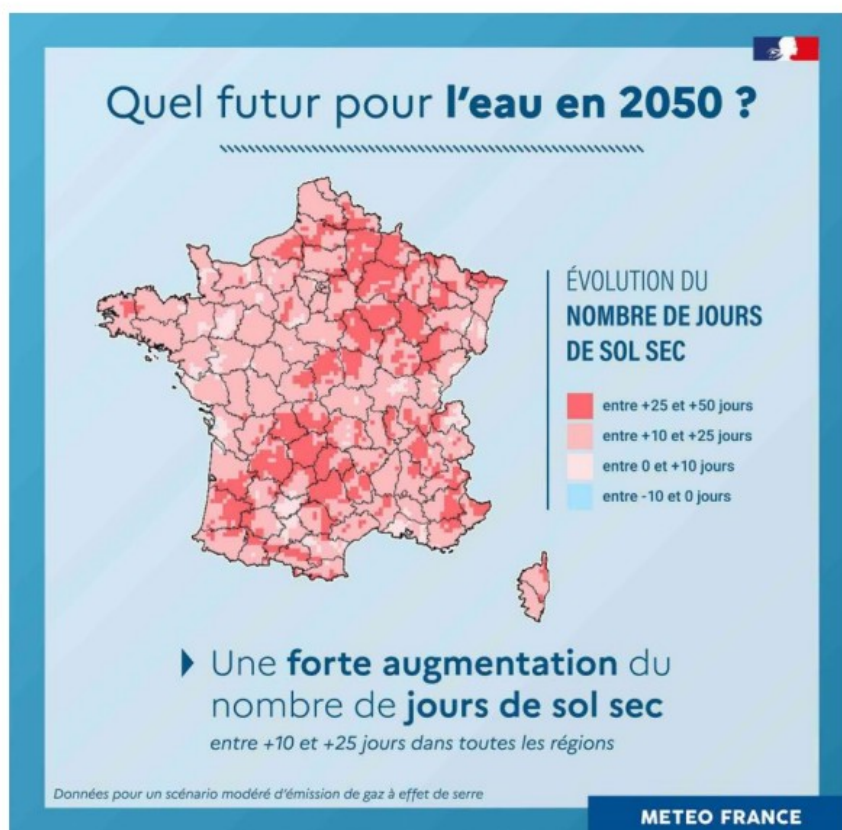 Quel futur pour l'eau en 2050 ?
ÉVOLUTION DU
NOMBRE DE JOURS
DE SOL SEC
entre +25 et +50 jours
entre +10 et +25 jours
entre 0 et +10 jours
entre -10 et 0 jours
Une forte augmentation du
nombre de jours de sol sec
entre +10 et +25 jours dans toutes les régions
Données pour un scénario modéré d'émission de gaz à effet de serre
METEO FRANCE